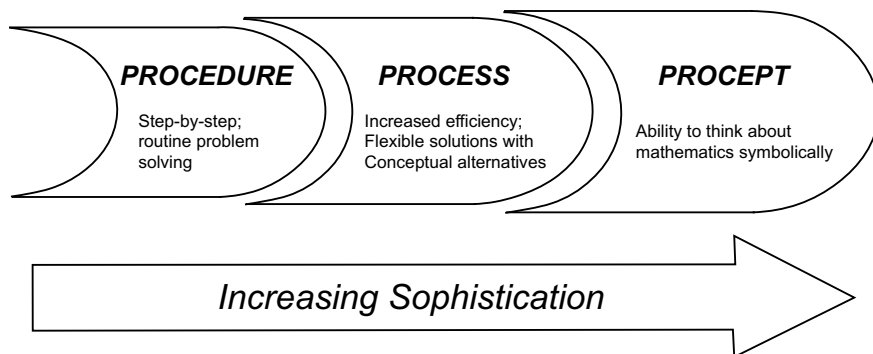 PROCEDURE
Step-by-step;
routine problem
solving
PROCESS
Increased efficiency;
Flexible solutions with
Conceptual alternatives
PROCEPT
Ability to think about
mathematics symbolically
Increasing Sophistication